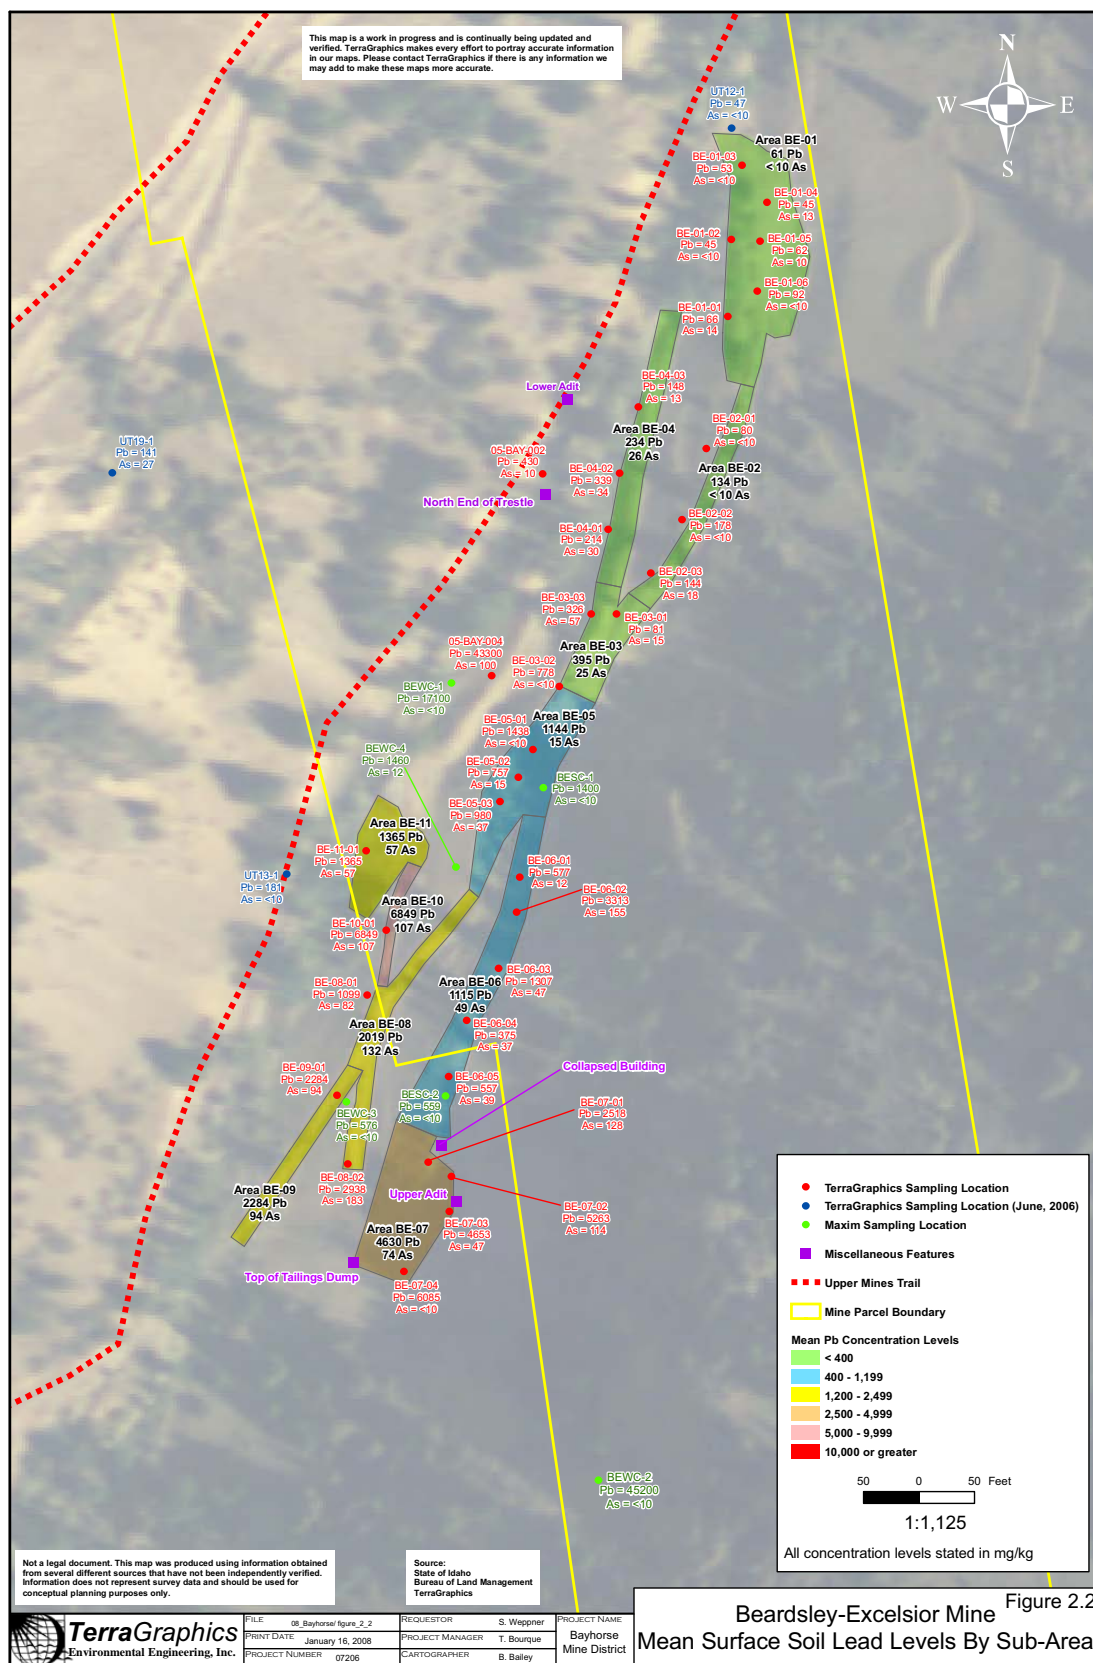 This map is a work in progress and is continually being updated and
verified. TerraGraphics makes every effort to portray accurate information
in our maps. Please contact TerraGraphics if there is any information we
may add to make these maps more accurate.
N
W
E
S
UT12-1
Pb = 47
As = <10
Area BE-01
61 Pb
< 10 As
BE-01-03
Pb = 53
As = <10
BE-01-04
Pb = 45
As = 13
BE-01-02
Pb = 45
As = <10
BE-01-05
Pb = 62
As = 10
BE-01-06
Pb = 92
As = <10
BE-01-01
Pb = 66
As = 14
Lower Adit
BE-04-03
Pb = 148
As = 13
Area BE-04
234 Pb
26 As
BE-02-01
Pb = 80
As = <10
Area BE-02
134 Pb
< 10 As
UT19-1
Pb = 141
As = 27
05-BAY-002
Pb = 430
As = 10
BE-04-02
Pb = 339
As = 34
North End of Trestle
BE-04-01
Pb = 214
As = 30
BE-02-02
Pb = 178
As = <10
BE-02-03
Pb = 144
As = 18
BE-03-03
Pb = 326
As = 57
BE-03-01
Pb = 81
As = 15
Area BE-03
395 Pb
25 As
05-BAY-004
Pb = 43300
As = 100
BE-03-02
Pb = 778
As = <10
BEWC-1
Pb = 17100
As = <10
Area BE-05
1144 Pb
15 As
BE-05-01
Pb = 1438
As = <10
BEWC-4
Pb = 1460
As = 12
BE-05-02
Pb = 757
As = 15
BESC-1
Pb = 1400
As = <10
BE-05-03
Pb = 980
As = 37
Area BE-11
1365 Pb
57 As
BE-11-01
Pb = 1365
As = 57
UT13-1
Pb = 181
As = <10
BE-06-01
Pb = 577
As = 12
BE-06-02
Pb = 3313
As = 155
Area BE-10
6849 Pb
107 As
BE-10-01
Pb = 6849
As = 107
BE-06-03
Pb = 1307
As = 47
Area BE-06
1115 Pb
49 As
BE-08-01
Pb = 1099
As = 82
Area BE-08
2019 Pb
132 As
BE-06-04
Pb = 375
As = 37
BE-09-01
Pb = 2284
As = 94
Collapsed Building
BE-06-05
Pb = 557
As = 39
BESC-2
Pb = 559
As = <10
BEWC-3
Pb = 576
As = <10
BE-07-01
Pb = 2518
As = 128
BE-08-02
Pb = 2938
As = 183
Area BE-09
2284 Pb
94 As
Upper Adit
BE-07-02
Pb = 5263
As = 114
BE-07-03
Pb = 4653
As = 47
Area BE-07
4630 Pb
74 As
Top of Tailings Dump
BE-07-04
Pb = 6085
As = <10
BEWC-2
Pb = 45200
As = <10
TerraGraphics Sampling Location
TerraGraphics Sampling Location (June, 2006)
Maxim Sampling Location
Miscellaneous Features
Upper Mines Trail
Mine Parcel Boundary
Mean Pb Concentration Levels
< 400
400 - 1,199
1,200 - 2,499
2,500 - 4,999
5,000 - 9,999
10,000 or greater
50 0 50 Feet
1:1,125
All concentration levels stated in mg/kg
Not a legal document. This map was produced using information obtained
from several different sources that have not been independently verified.
Information does not represent survey data and should be used for
conceptual planning purposes only.
Source:
State of Idaho
Bureau of Land Management
TerraGraphics
TerraGraphics
Environmental Engineering, Inc.
FILE 08_Bayhorse/ figure_2_2
PRINT DATE January 16, 2008
PROJECT NUMBER 07206
REQUESTOR S. Weppner
PROJECT MANAGER T. Bourque
CARTOGRAPHER B. Bailey
PROJECT NAME
Bayhorse
Mine District
Figure 2.2
Beardsley-Excelsior Mine
Mean Surface Soil Lead Levels By Sub-Area